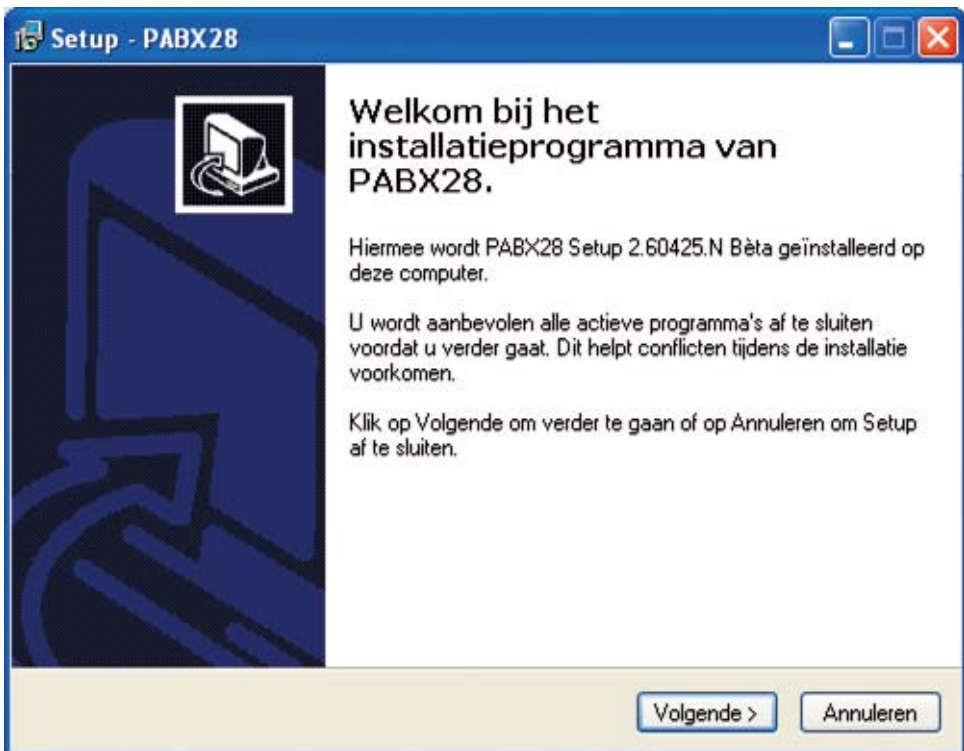 Setup - PABX28
Welkom bij het
installatieprogramma van
PABX28.
Hiermee wordt PABX28 Setup 2.60425.N Bèta geïnstalleerd op
deze computer.
U wordt aanbevolen alle actieve programma's af te sluiten
voordat u verder gaat. Dit helpt conflicten tijdens de installatie
voorkomen.
Klik op Volgende om verder te gaan of op Annuleren om Setup
af te sluiten.
Volgende >
Annuleren